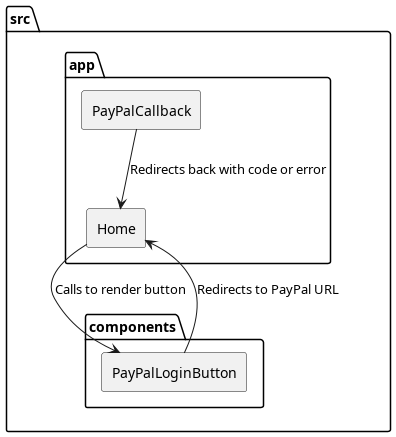 src
app
PayPalCallback
Redirects back with code or error
Home
Calls to render button
Redirects to PayPal URL
components
PayPalLoginButton